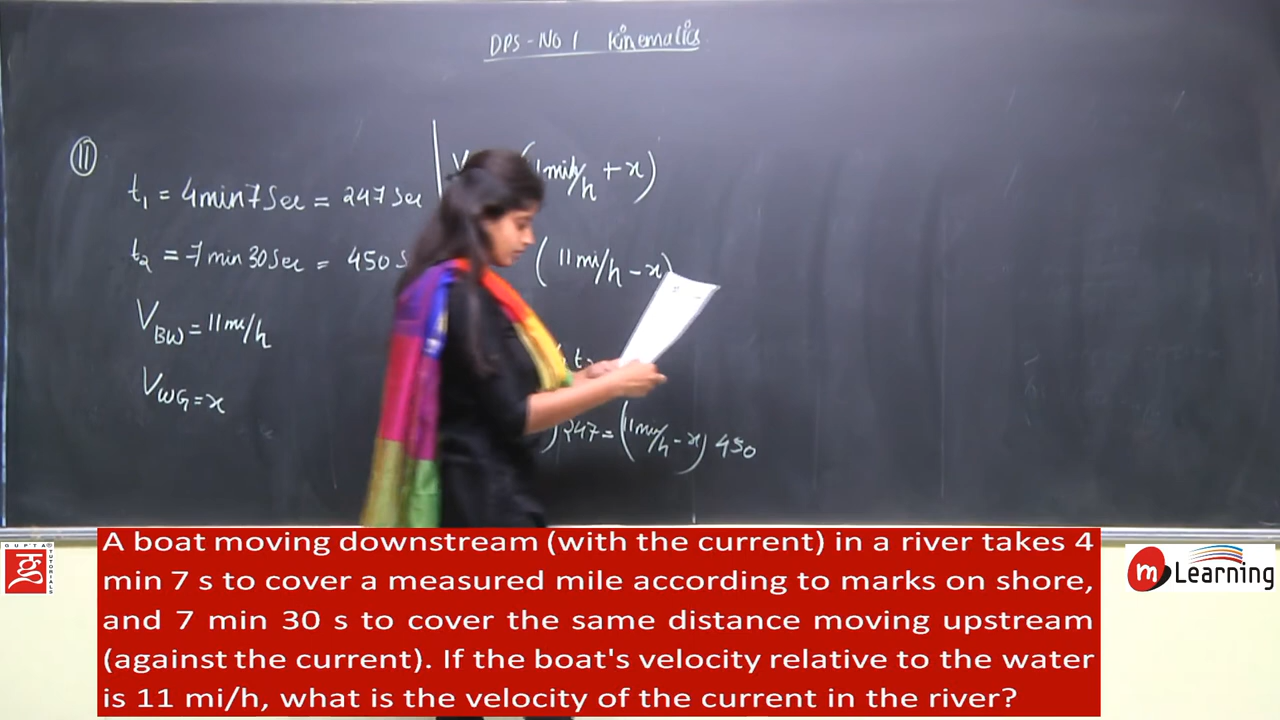 DPS - No 1 Kinematics
11
t1 = 4min 7 Sec = 247 Sec
t2 = 7 min 30 Sec = 450 S
VBW = 11 mi/h
VWG = x
+ x)
( 11 mi/h - x)
) 247 = (11 mi/h - x) 450
A boat moving downstream (with the current) in a river takes 4
min 7 s to cover a measured mile according to marks on shore,
and 7 min 30 s to cover the same distance moving upstream
(against the current). If the boat's velocity relative to the water
is 11 mi/h, what is the velocity of the current in the river?
GUPTA TUTORIALS
g
m Learning